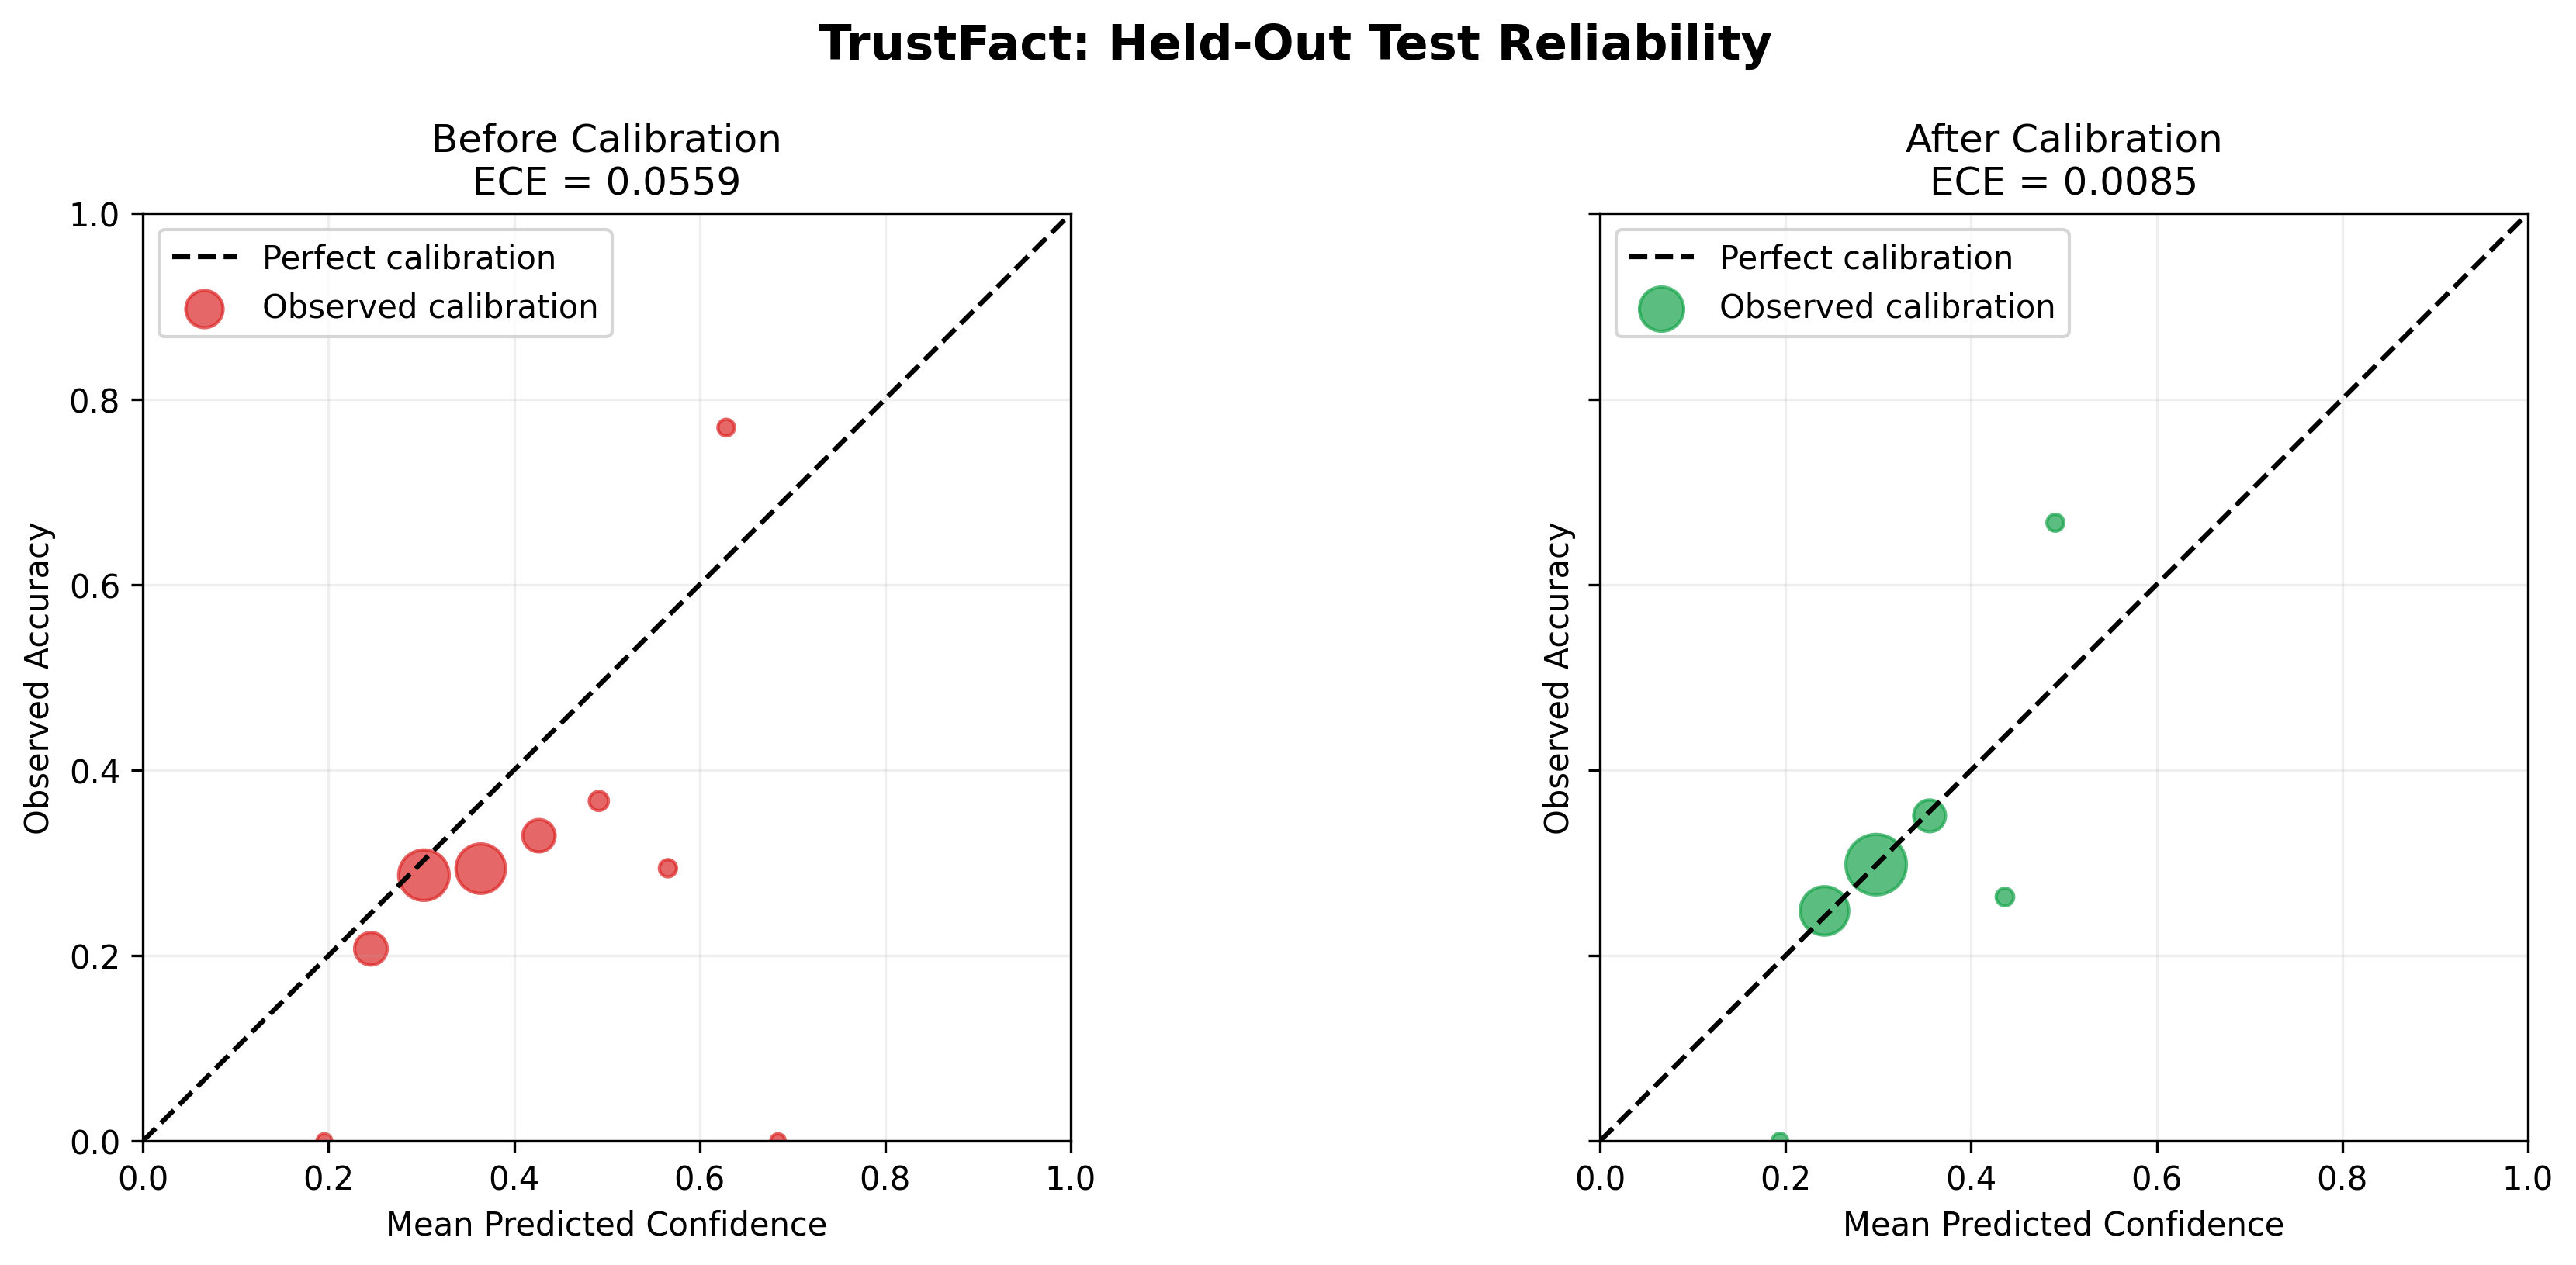 TrustFact: Held-Out Test Reliability
Before Calibration
ECE = 0.0559
Perfect calibration
Observed calibration
Observed Accuracy
1.0
0.8
0.6
0.4
0.2
0.0
0.0 0.2 0.4 0.6 0.8 1.0
Mean Predicted Confidence
After Calibration
ECE = 0.0085
Perfect calibration
Observed calibration
Observed Accuracy
0.0 0.2 0.4 0.6 0.8 1.0
Mean Predicted Confidence